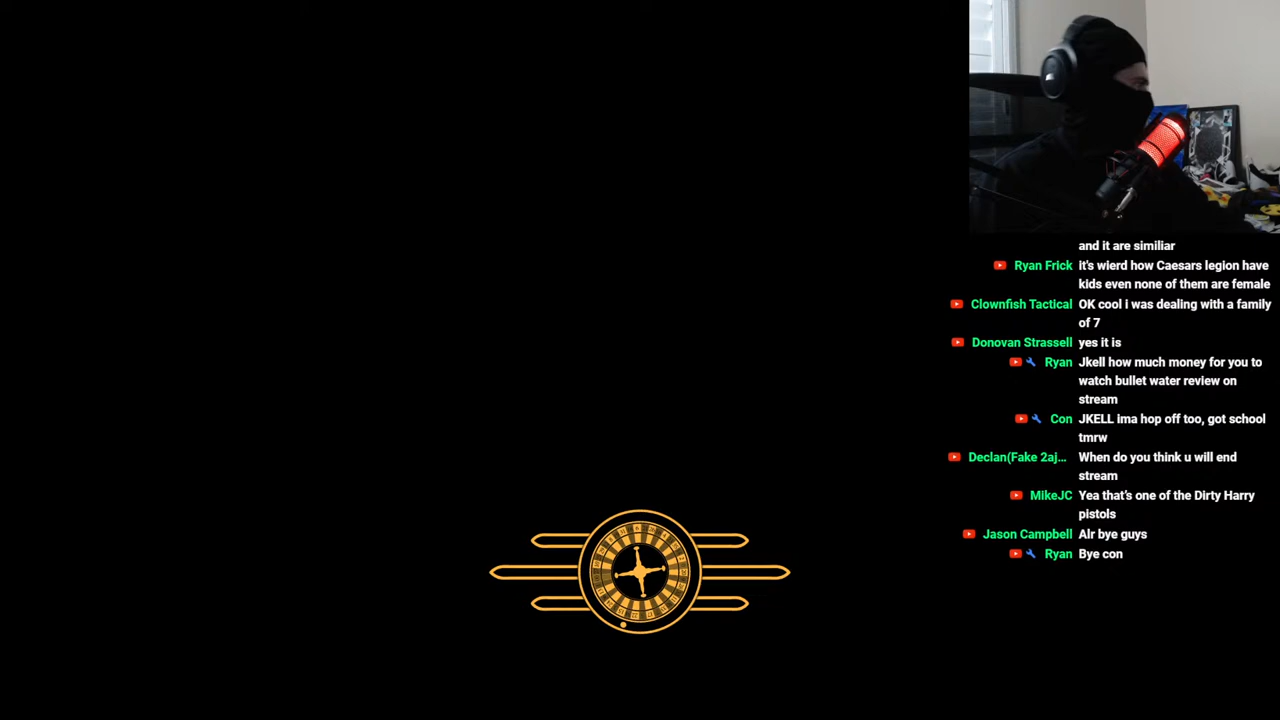 and it are similiar
Ryan Frick it's wierd how Caesars legion have
kids even none of them are female
Clownfish Tactical OK cool i was dealing with a family
of 7
Donovan Strassell yes it is
Ryan Jkell how much money for you to
watch bullet water review on
stream
Con JKELL ima hop off too, got school
tmrw
Declan(Fake 2aj... When do you think u will end
stream
MikeJC Yea that's one of the Dirty Harry
pistols
Jason Campbell Alr bye guys
Ryan Bye con